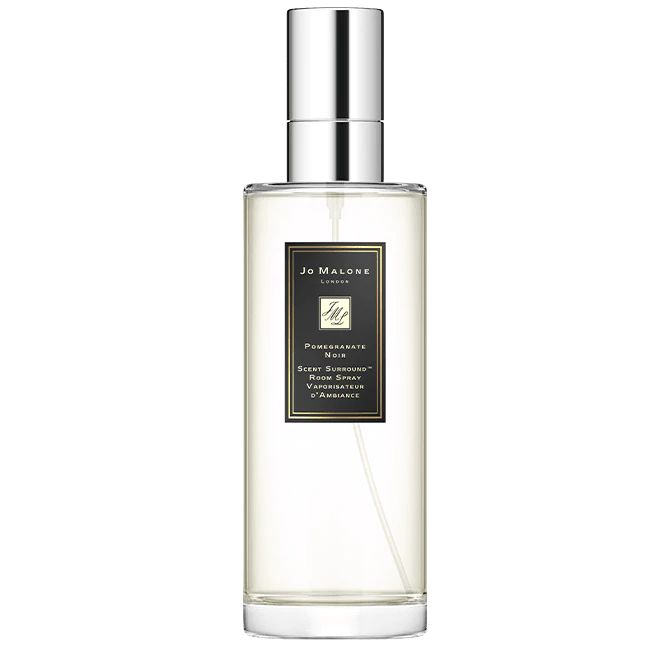 Jo Malone
London
JML
Pomegranate
Noir
Scent Surround™
Room Spray
Vaporisateur
d'Ambiance